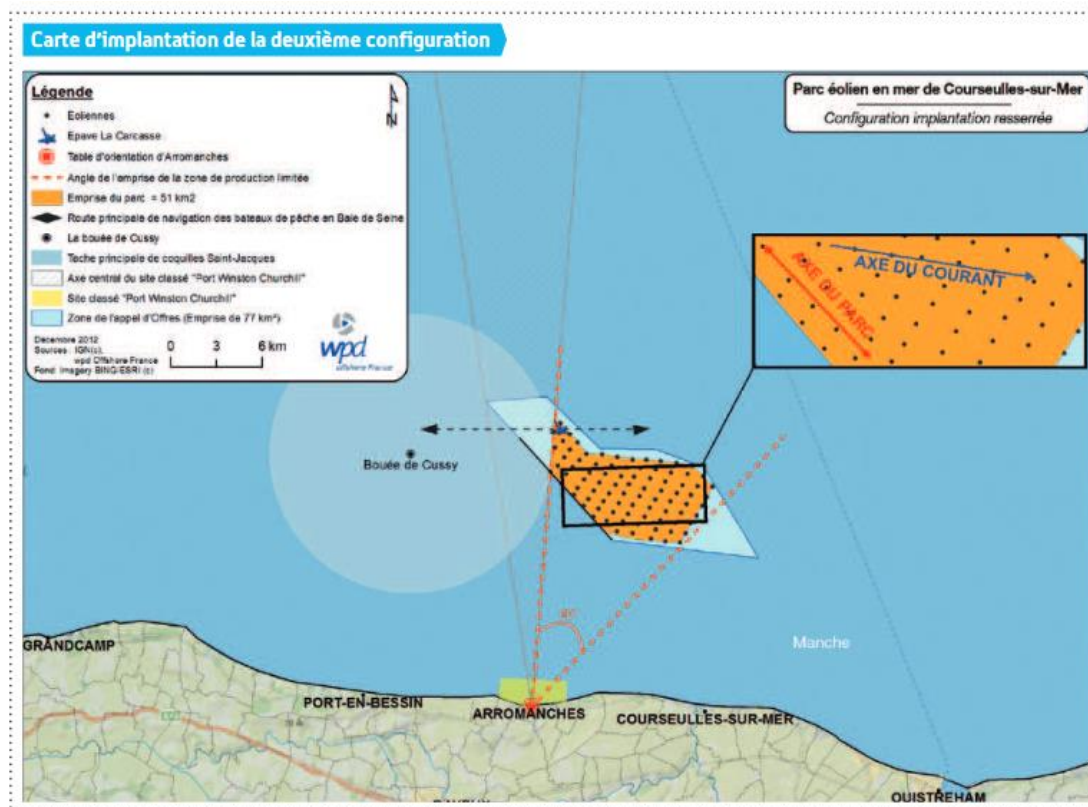 Carte d'implantation de la deuxième configuration
Légende
Eoliennes
Epave La Carcasse
Table d'orientation d'Arromanches
Angle de l'emprise de la zone de production limitée
Emprise du parc = 51 km2
Route principale de navigation des bateaux de pêche en Baie de Seine
La bouée de Cussy
Tache principale de coquilles Saint-Jacques
Axe central du site classé "Port Winston Churchill"
Site classé "Port Winston Churchill"
Zone de l'appel d'Offres (Emprise de 77 km²)
Décembre 2012
Sources : IGN(c),
wpd Offshore France
Fond: Imagery BING/ESRI (c)
0 3 6 km
wpd
offshore France
N
Parc éolien en mer de Courseulles-sur-Mer
Configuration implantation resserrée
AXE DU COURANT
AXE DU PARC
Bouée de Cussy
Manche
GRANDCAMP
PORT-EN-BESSIN
ARROMANCHES
COURSEULLES-SUR-MER
OUISTREHAM